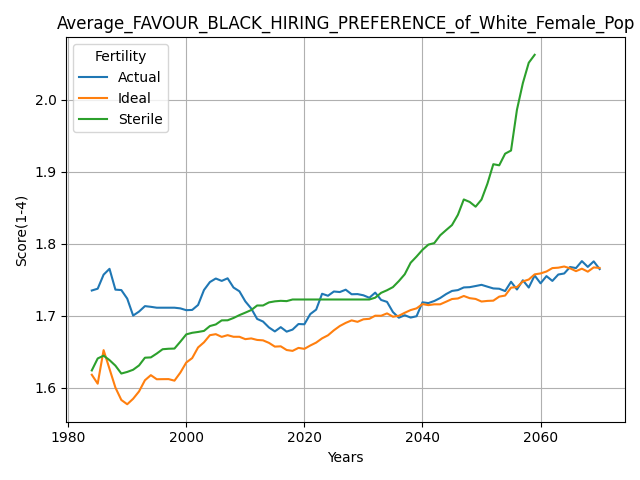 Average_FAVOUR_BLACK_HIRING_PREFERENCE_of_White_Female_Pop
Fertility
Actual
Ideal
Sterile
Score(1-4)
2.0
1.9
1.8
1.7
1.6
1980
2000
2020
2040
2060
Years